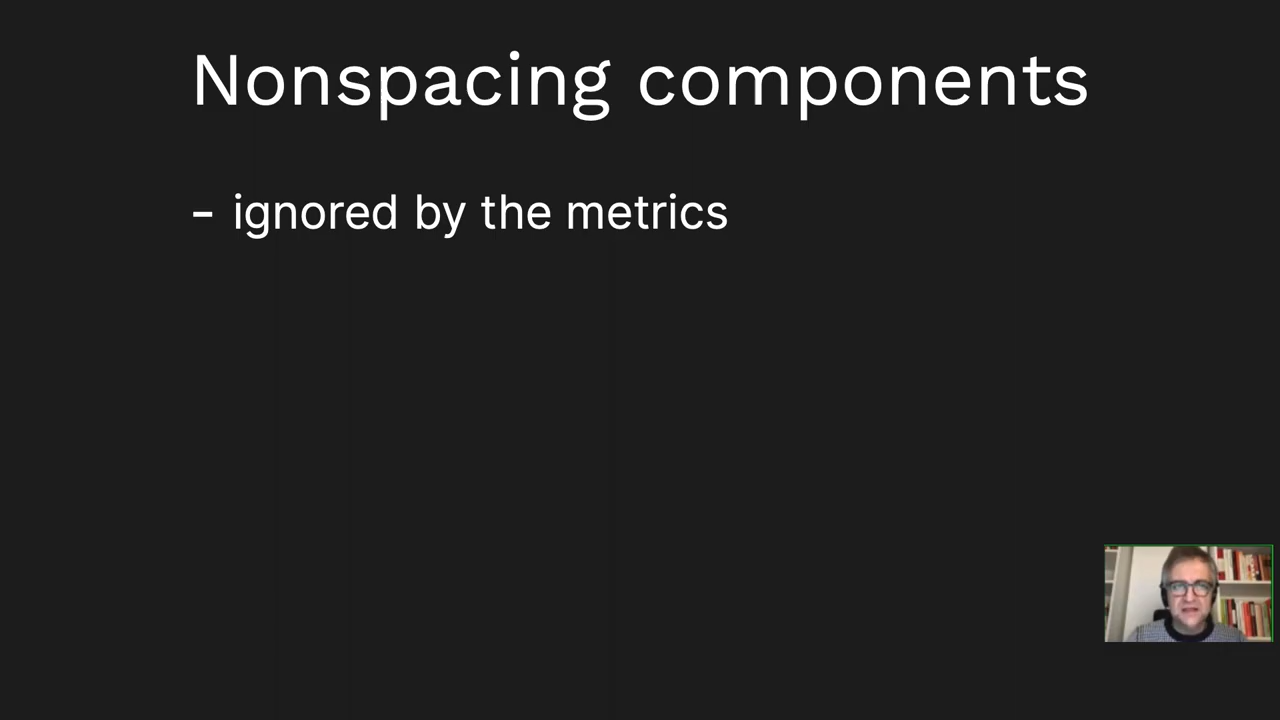 Nonspacing components
- ignored by the metrics